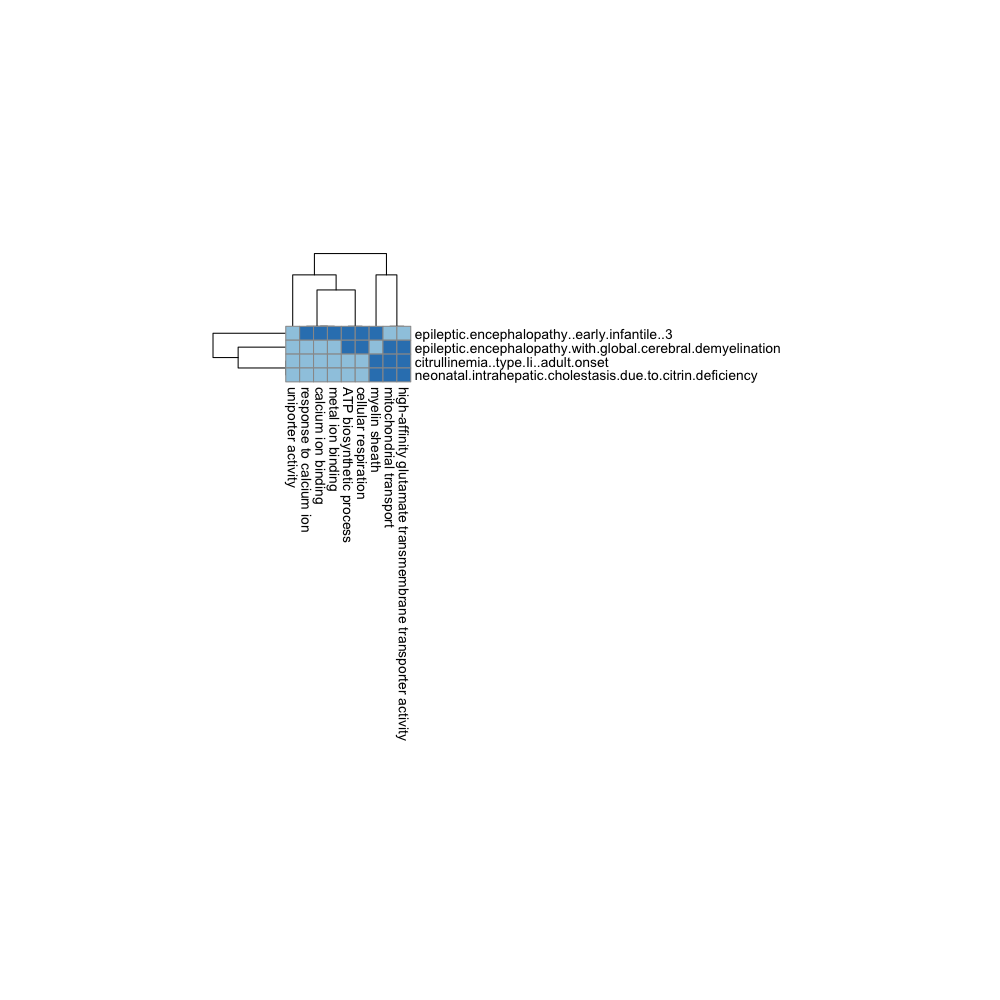 epileptic.encephalopathy..early.infantile..3
epileptic.encephalopathy.with.global.cerebral.demyelination
citrullinemia..type.Ii..adult.onset
neonatal.intrahepatic.cholestasis.due.to.citrin.deficiency
uniporter activity
response to calcium ion
calcium ion binding
metal ion binding
ATP biosynthetic process
cellular respiration
myelin sheath
mitochondrial transport
high-affinity glutamate transmembrane transporter activity